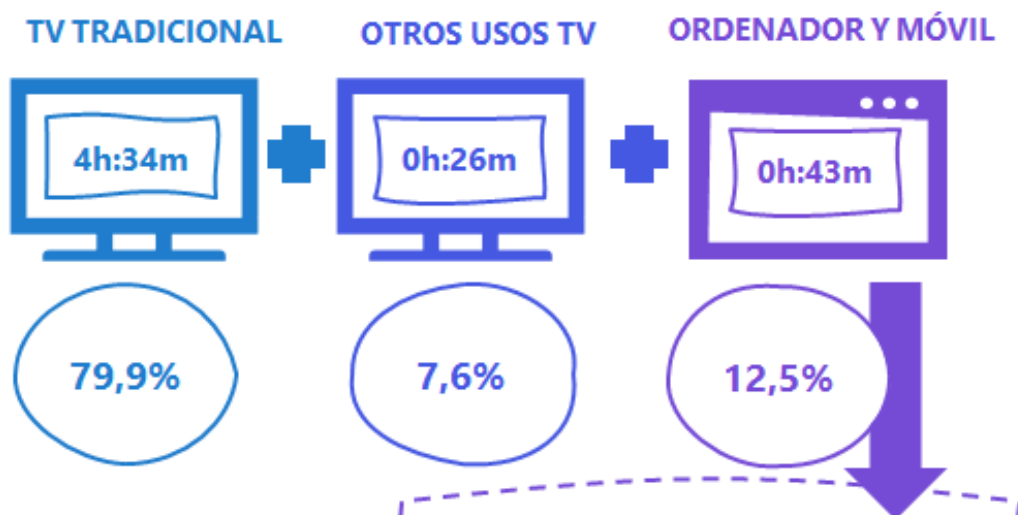 TV TRADICIONAL
OTROS USOS TV
ORDENADOR Y MÓVIL
4h:34m
0h:26m
0h:43m
79,9%
7,6%
12,5%